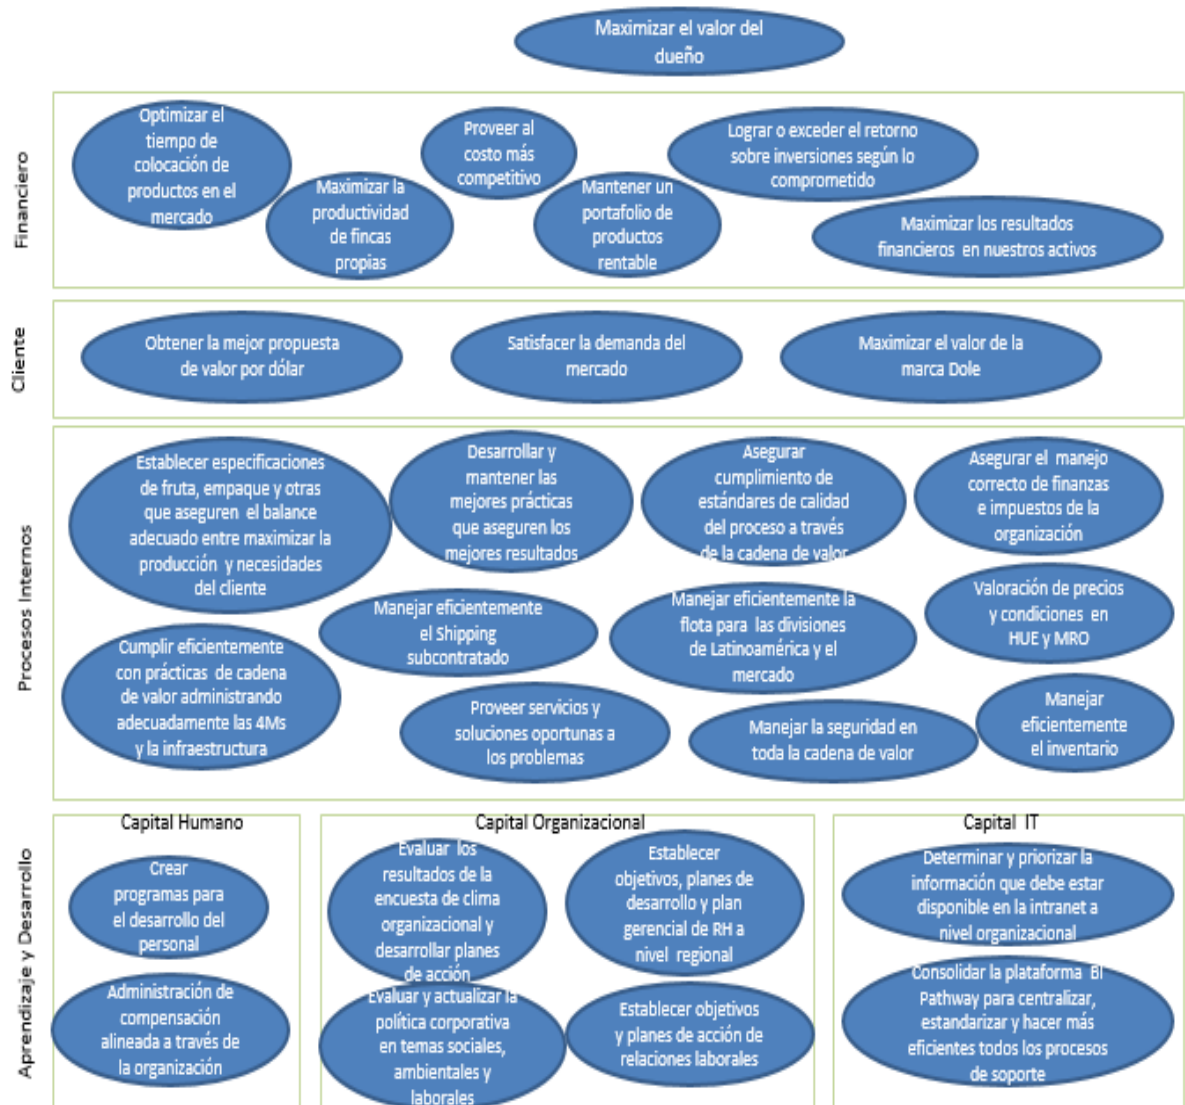 Maximizar el valor del
dueño
Financiero
Optimizar el
tiempo de
colocación de
productos en el
mercado
Maximizar la
productividad
de fincas
propias
Proveer al
costo más
competitivo
Mantener un
portafolio de
productos
rentable
Lograr o exceder el retorno
sobre inversiones según lo
comprometido
Maximizar los resultados
financieros en nuestros activos
Cliente
Obtener la mejor propuesta
de valor por dólar
Satisfacer la demanda del
mercado
Maximizar el valor de la
marca Dole
Procesos Internos
Establecer especificaciones
de fruta, empaque y otras
que aseguren el balance
adecuado entre maximizar la
producción y necesidades
del cliente
Desarrollar y
mantener las
mejores prácticas
que aseguren los
mejores resultados
Asegurar
cumplimiento de
estándares de calidad
del proceso a través
de la cadena de valor
Asegurar el manejo
correcto de finanzas
e impuestos de la
organización
Manejar eficientemente
el Shipping
subcontratado
Manejar eficientemente la
flota para las divisiones
de Latinoamérica y el
mercado
Valoración de precios
y condiciones en
HUE y MRO
Cumplir eficientemente
con prácticas de cadena
de valor administrando
adecuadamente las 4Ms
y la infraestructura
Proveer servicios y
soluciones oportunas a
los problemas
Manejar la seguridad en
toda la cadena de valor
Manejar
eficientemente
el inventario
Aprendizaje y Desarrollo
Capital Humano
Crear
programas para
el desarrollo del
personal
Administración de
compensación
alineada a través de
la organización
Capital Organizacional
Evaluar los
resultados de la
encuesta de clima
organizacional y
desarrollar planes
de acción
Establecer
objetivos, planes de
desarrollo y plan
gerencial de RH a
nivel regional
Evaluar y actualizar la
política corporativa
en temas sociales,
ambientales y
laborales
Establecer objetivos
y planes de acción de
relaciones laborales
Capital IT
Determinar y priorizar la
información que debe estar
disponible en la intranet a
nivel organizacional
Consolidar la plataforma BI
Pathway para centralizar,
estandarizar y hacer más
eficientes todos los procesos
de soporte